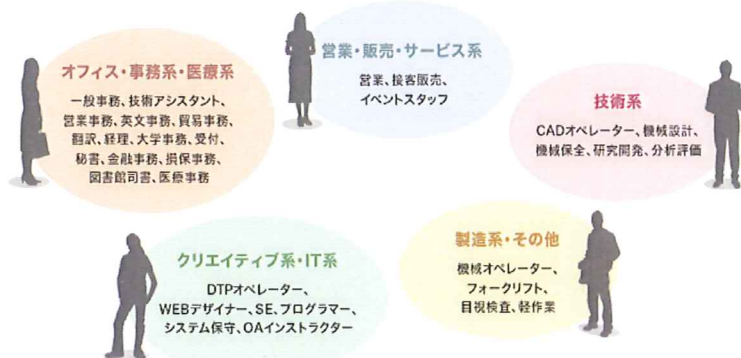 オフィス・事務系・医療系
一般事務、技術アシスタント、
営業事務、英文事務、貿易事務、
翻訳、経理、大学事務、受付、
秘書、金融事務、損保事務、
図書館司書、医療事務
営業・販売・サービス系
営業、接客販売、
イベントスタッフ
技術系
CADオペレーター、機械設計、
機械保全、研究開発、分析評価
クリエイティブ系・IT系
DTPオペレーター、
WEBデザイナー、SE、プログラマー、
システム保守、OAインストラクター
製造系・その他
機械オペレーター、
フォークリフト、
目視検査、軽作業